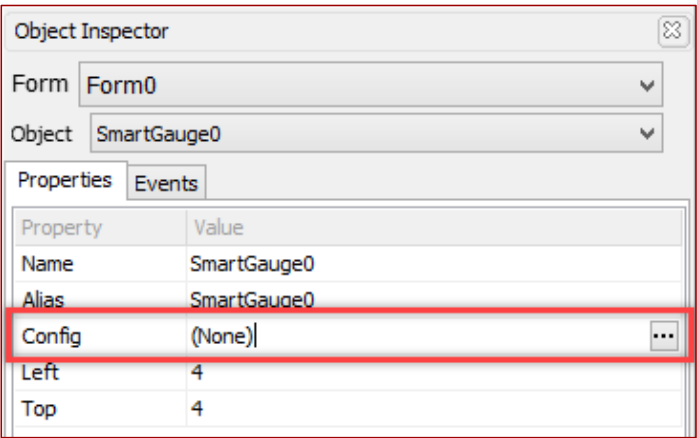 Object Inspector
Form Form0
Object SmartGauge0
Properties Events
Property Value
Name SmartGauge0
Alias SmartGauge0
Config (None) ...
Left 4
Top 4